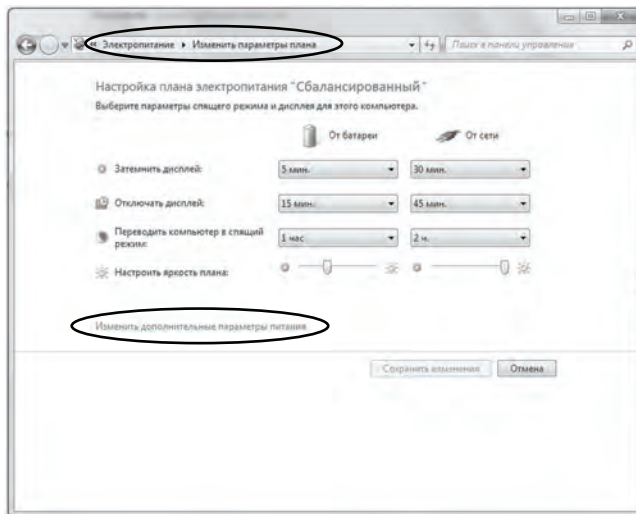 « Электропитание ▸ Изменить параметры плана
Поиск в панели управления
Настройка плана электропитания "Сбалансированный"
Выберите параметры спящего режима и дисплея для этого компьютера.
От батареи От сети
Затемнить дисплей: 5 мин. 30 мин.
Отключать дисплей: 15 мин. 45 мин.
Переводить компьютер в спящий режим: 1 час 2 ч.
Настроить яркость плана:
Изменить дополнительные параметры питания
Сохранить изменения Отмена